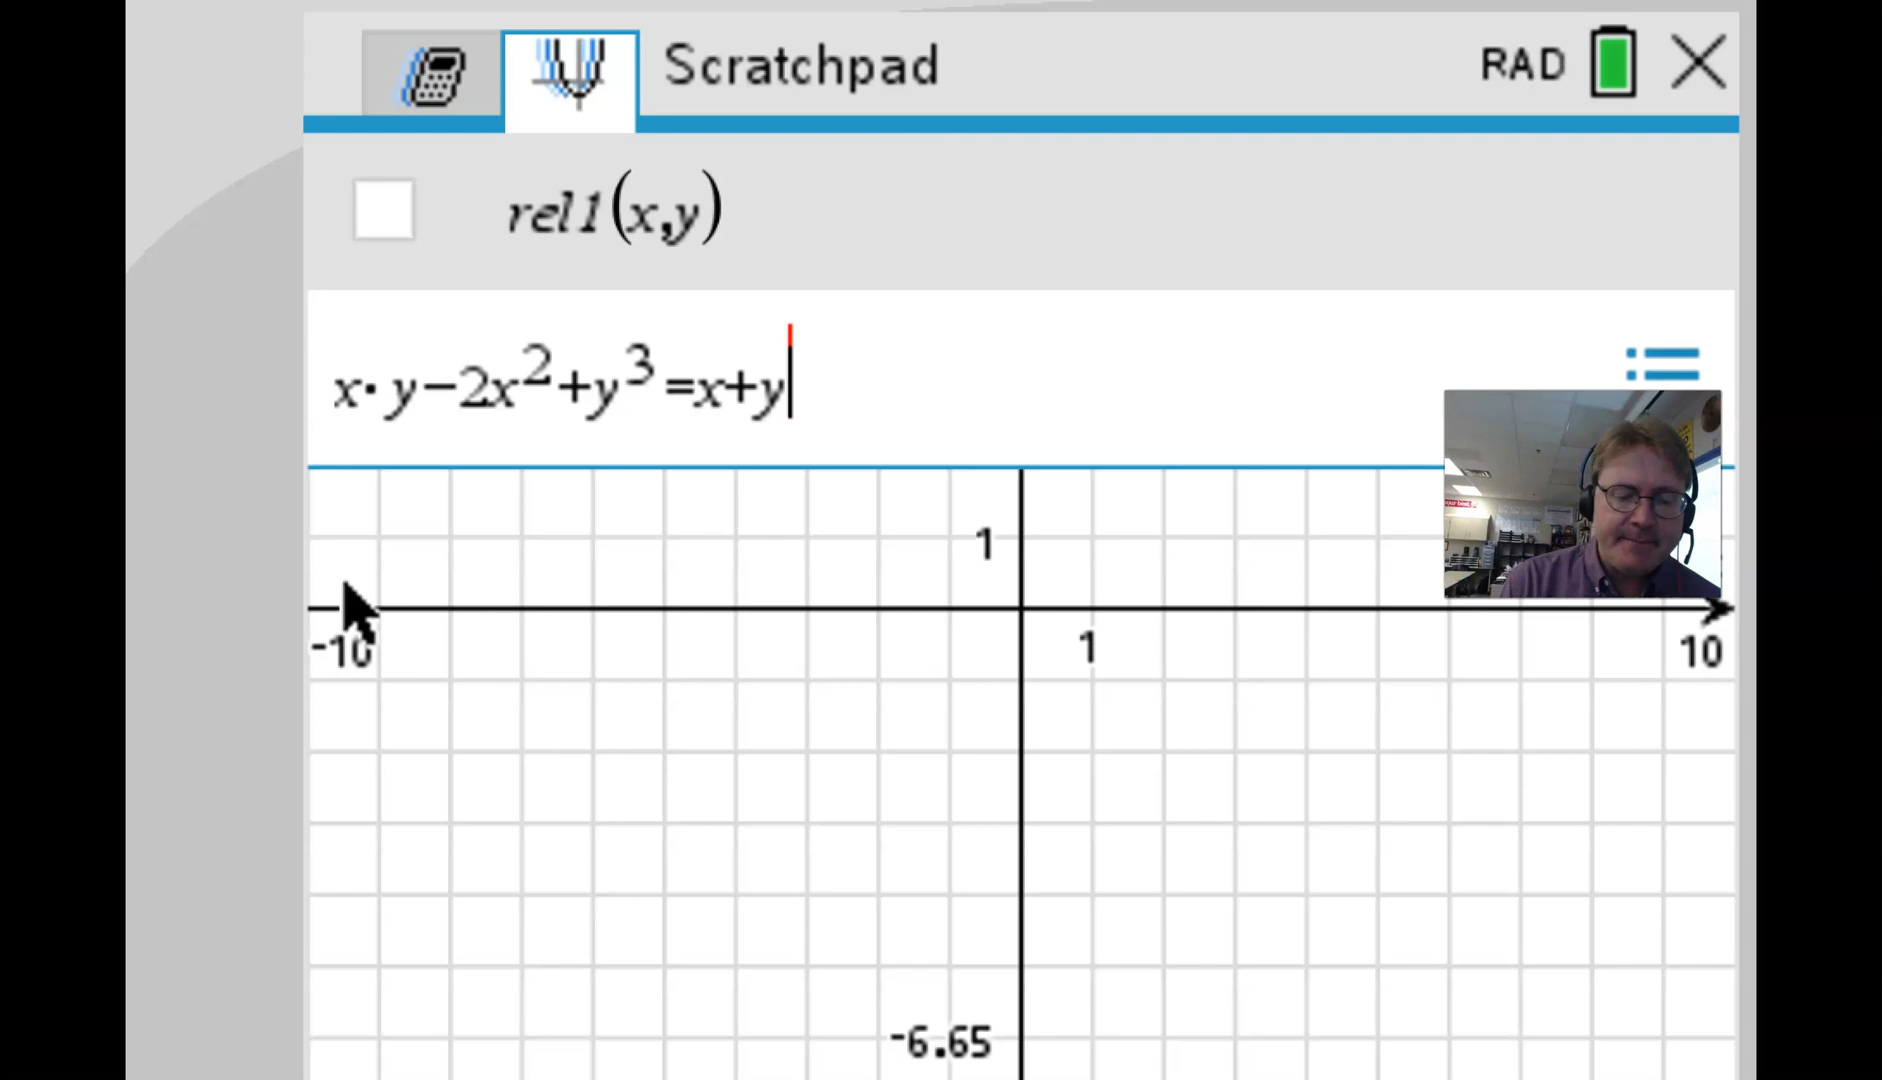 Scratchpad RAD
rel1(x,y)
x·y−2x²+y³=x+y
1
-10 1 10
-6.65